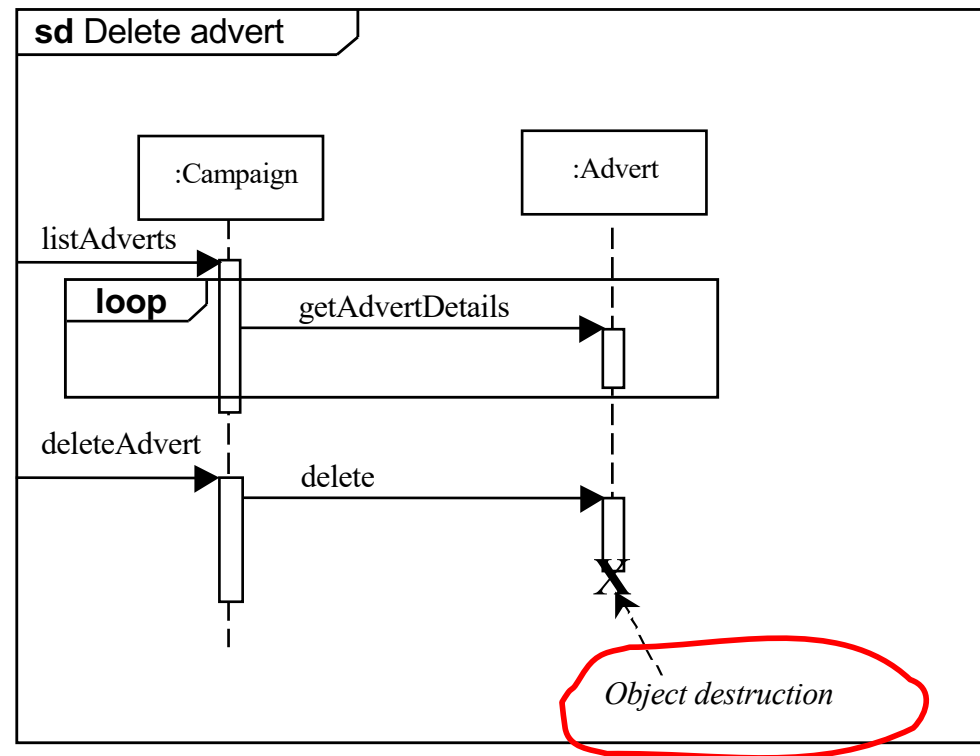 sd Delete advert
:Campaign
:Advert
listAdverts
loop
getAdvertDetails
deleteAdvert
delete
X
Object destruction